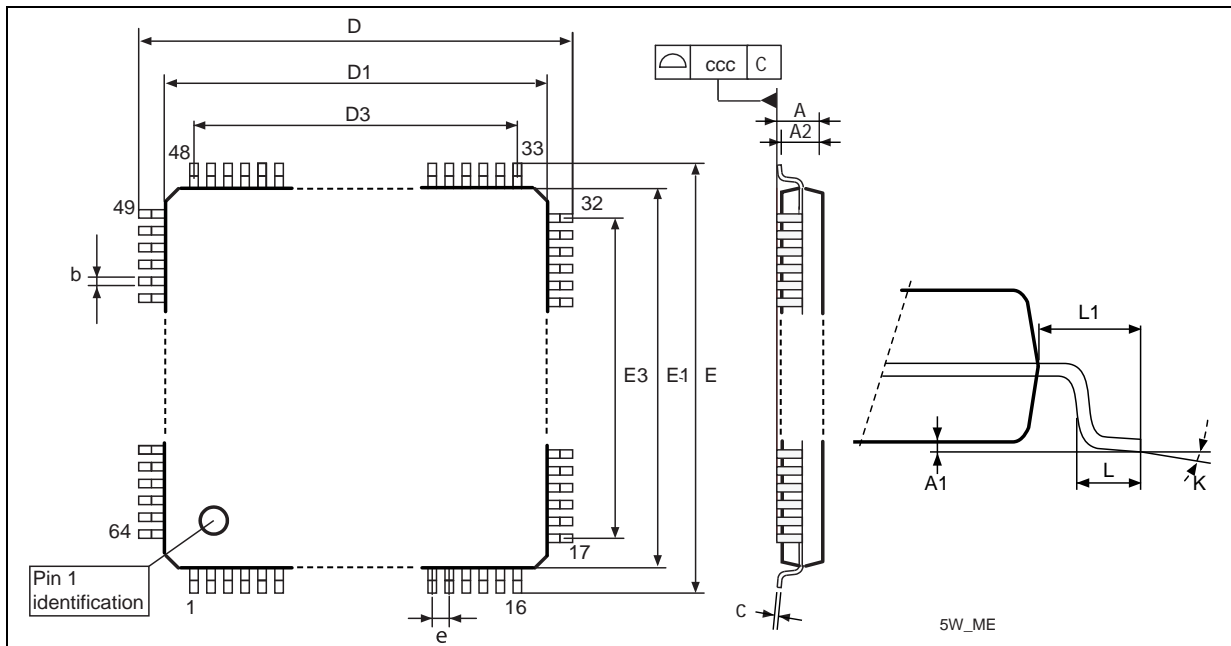 D
D1
D3
ccc C
A
A2
48
33
49
32
b
E3
E1
E
L1
A1
L
K
64
17
Pin 1
identification
1
16
e
C
5W_ME